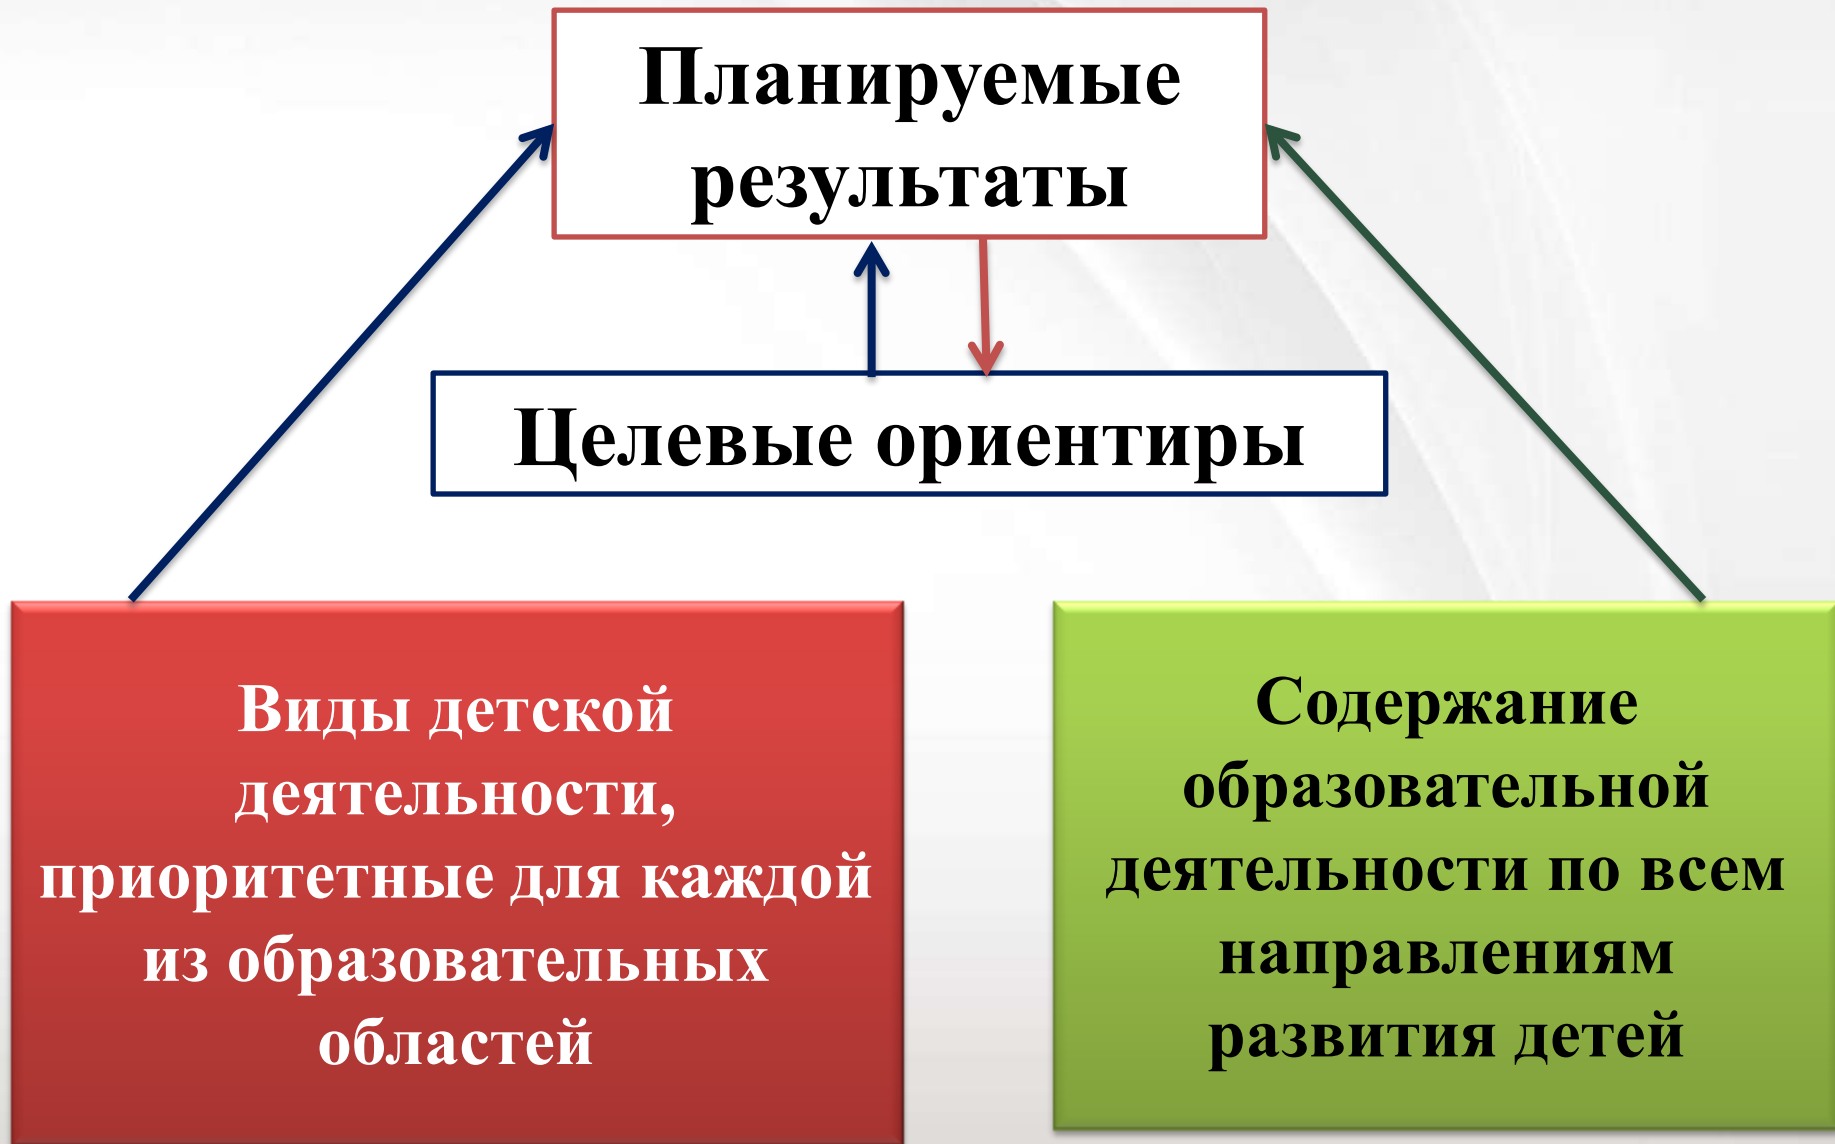 Планируемые
результаты
Целевые ориентиры
Виды детской
деятельности,
приоритетные для каждой
из образовательных
областей
Содержание
образовательной
деятельности по всем
направлениям
развития детей